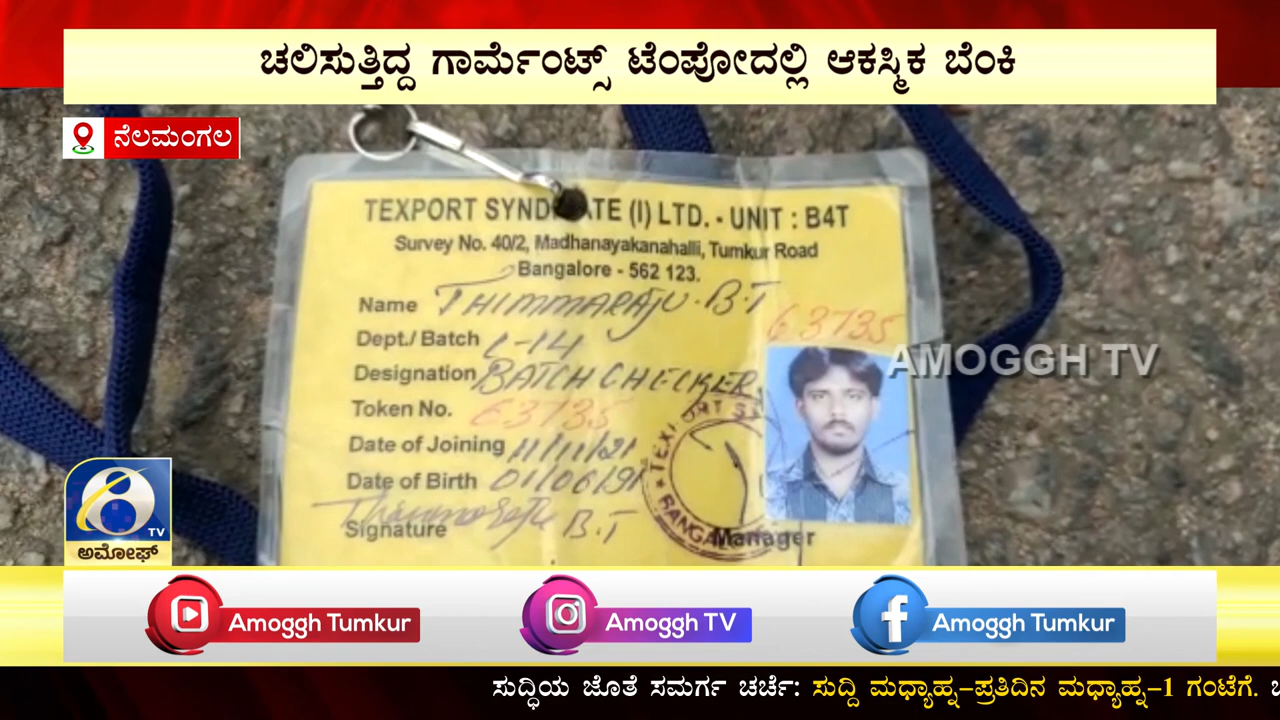 ಚಲಿಸುತ್ತಿದ್ದ ಗಾರ್ಮೆಂಟ್ಸ್ ಟೆಂಪೋದಲ್ಲಿ ಆಕಸ್ಮಿಕ ಬೆಂಕಿ
ನೆಲಮಂಗಲ
TEXPORT SYND ATE (I) LTD. - UNIT : B4T
Survey No. 40/2, Madhanayakanahalli, Tumkur Road
Bangalore - 562 123.
Name THIMMARAJU. B.T
63735
Dept./ Batch L-14
Designation BATCH CHECKER
AMOGGH TV
Token No. 63735
Date of Joining 11/11/21
Date of Birth 01/06/91
Signature Thimmaraju B.T
Manager
TV
ಅಮೋಘ್
Amoggh Tumkur
Amoggh TV
Amoggh Tumkur
ಸುದ್ಧಿಯ ಜೊತೆ ಸಮರ್ಗ ಚರ್ಚೆ: ಸುದ್ದಿ ಮಧ್ಯಾಹ್ನ-ಪ್ರತಿದಿನ ಮಧ್ಯಾಹ್ನ-1 ಗಂಟೆಗೆ.